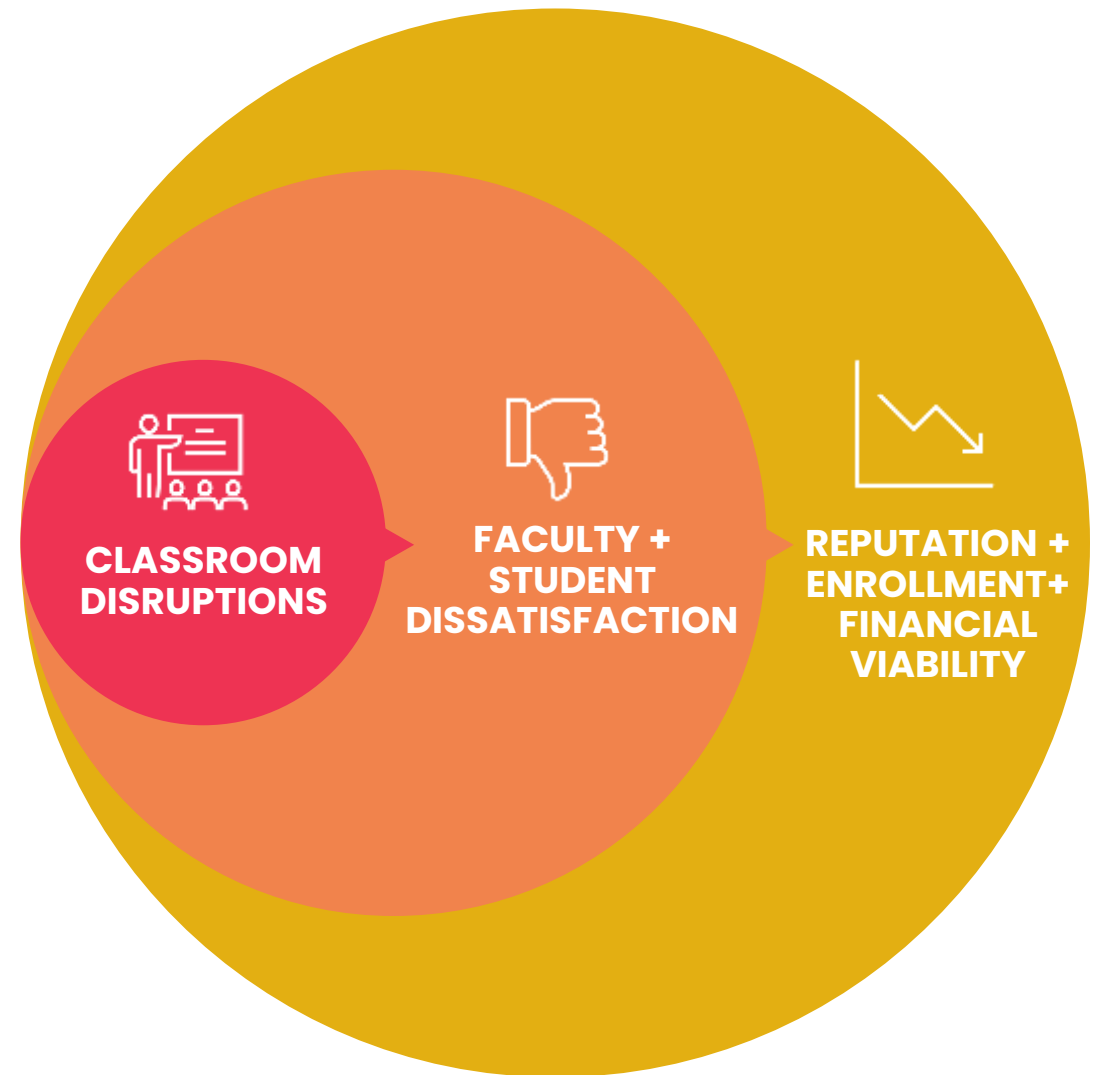 CLASSROOM
DISRUPTIONS
FACULTY +
STUDENT
DISSATISFACTION
REPUTATION +
ENROLLMENT+
FINANCIAL
VIABILITY